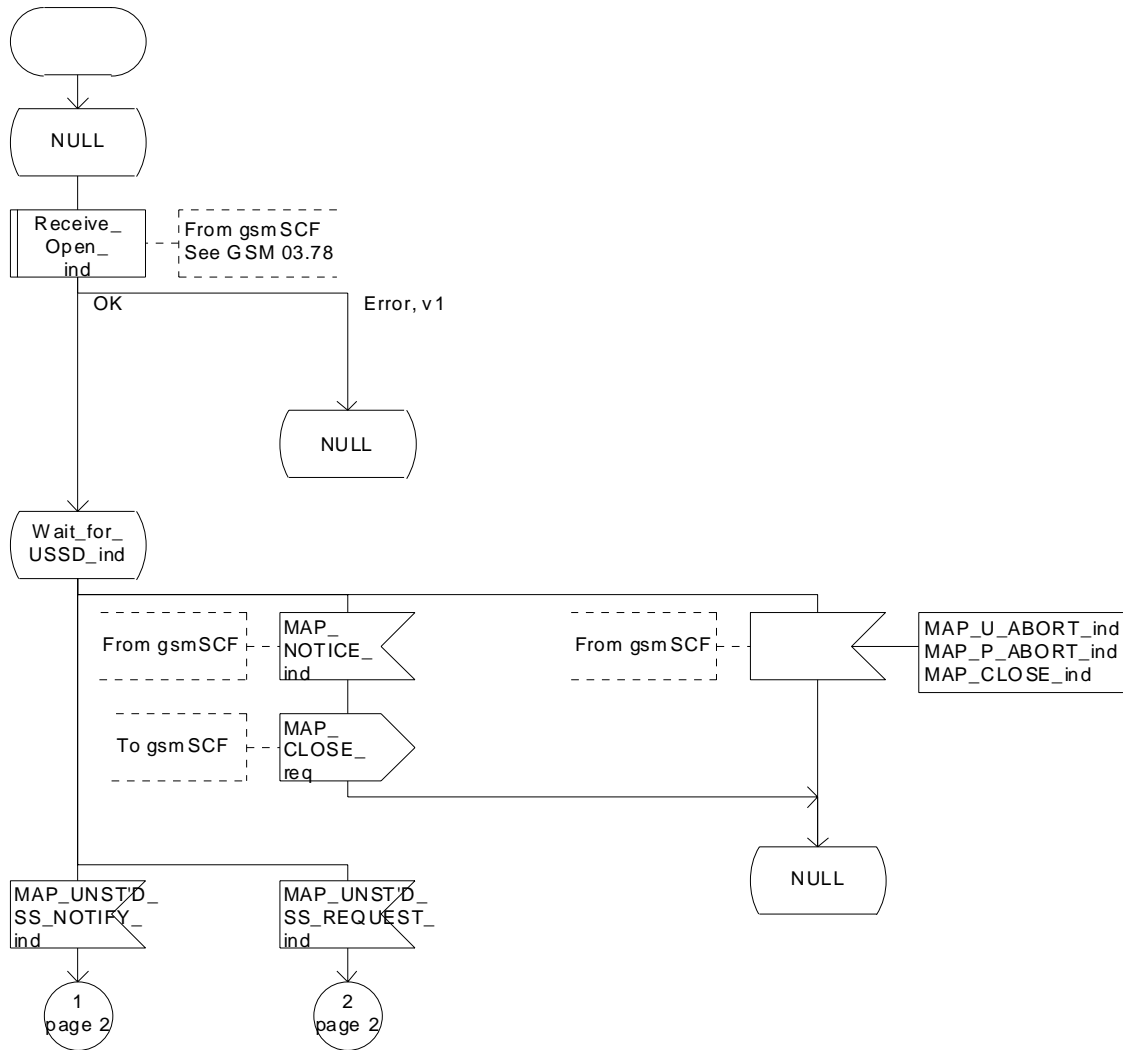 NULL
Receive_
Open_
ind
From gsmSCF
See GSM 03.78
OK
Error, v1
NULL
Wait_for_
USSD_ind
From gsmSCF
MAP_
NOTICE_
ind
From gsmSCF
MAP_U_ABORT_ind
MAP_P_ABORT_ind
MAP_CLOSE_ind
To gsmSCF
MAP_
CLOSE_
req
NULL
MAP_UNST'D_
SS_NOTIFY_
ind
MAP_UNST'D_
SS_REQUEST_
ind
1
page 2
2
page 2